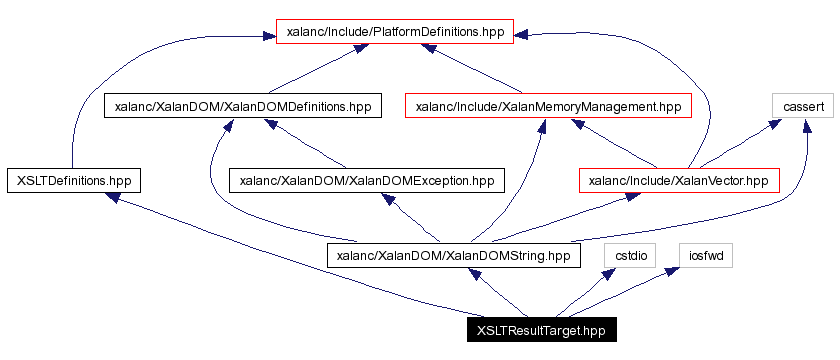 xalanc/Include/PlatformDefinitions.hpp
xalanc/XalanDOM/XalanDOMDefinitions.hpp
xalanc/Include/XalanMemoryManagement.hpp
cassert
XSLTDefinitions.hpp
xalanc/XalanDOM/XalanDOMException.hpp
xalanc/Include/XalanVector.hpp
xalanc/XalanDOM/XalanDOMString.hpp
cstdio
iosfwd
XSLTResultTarget.hpp